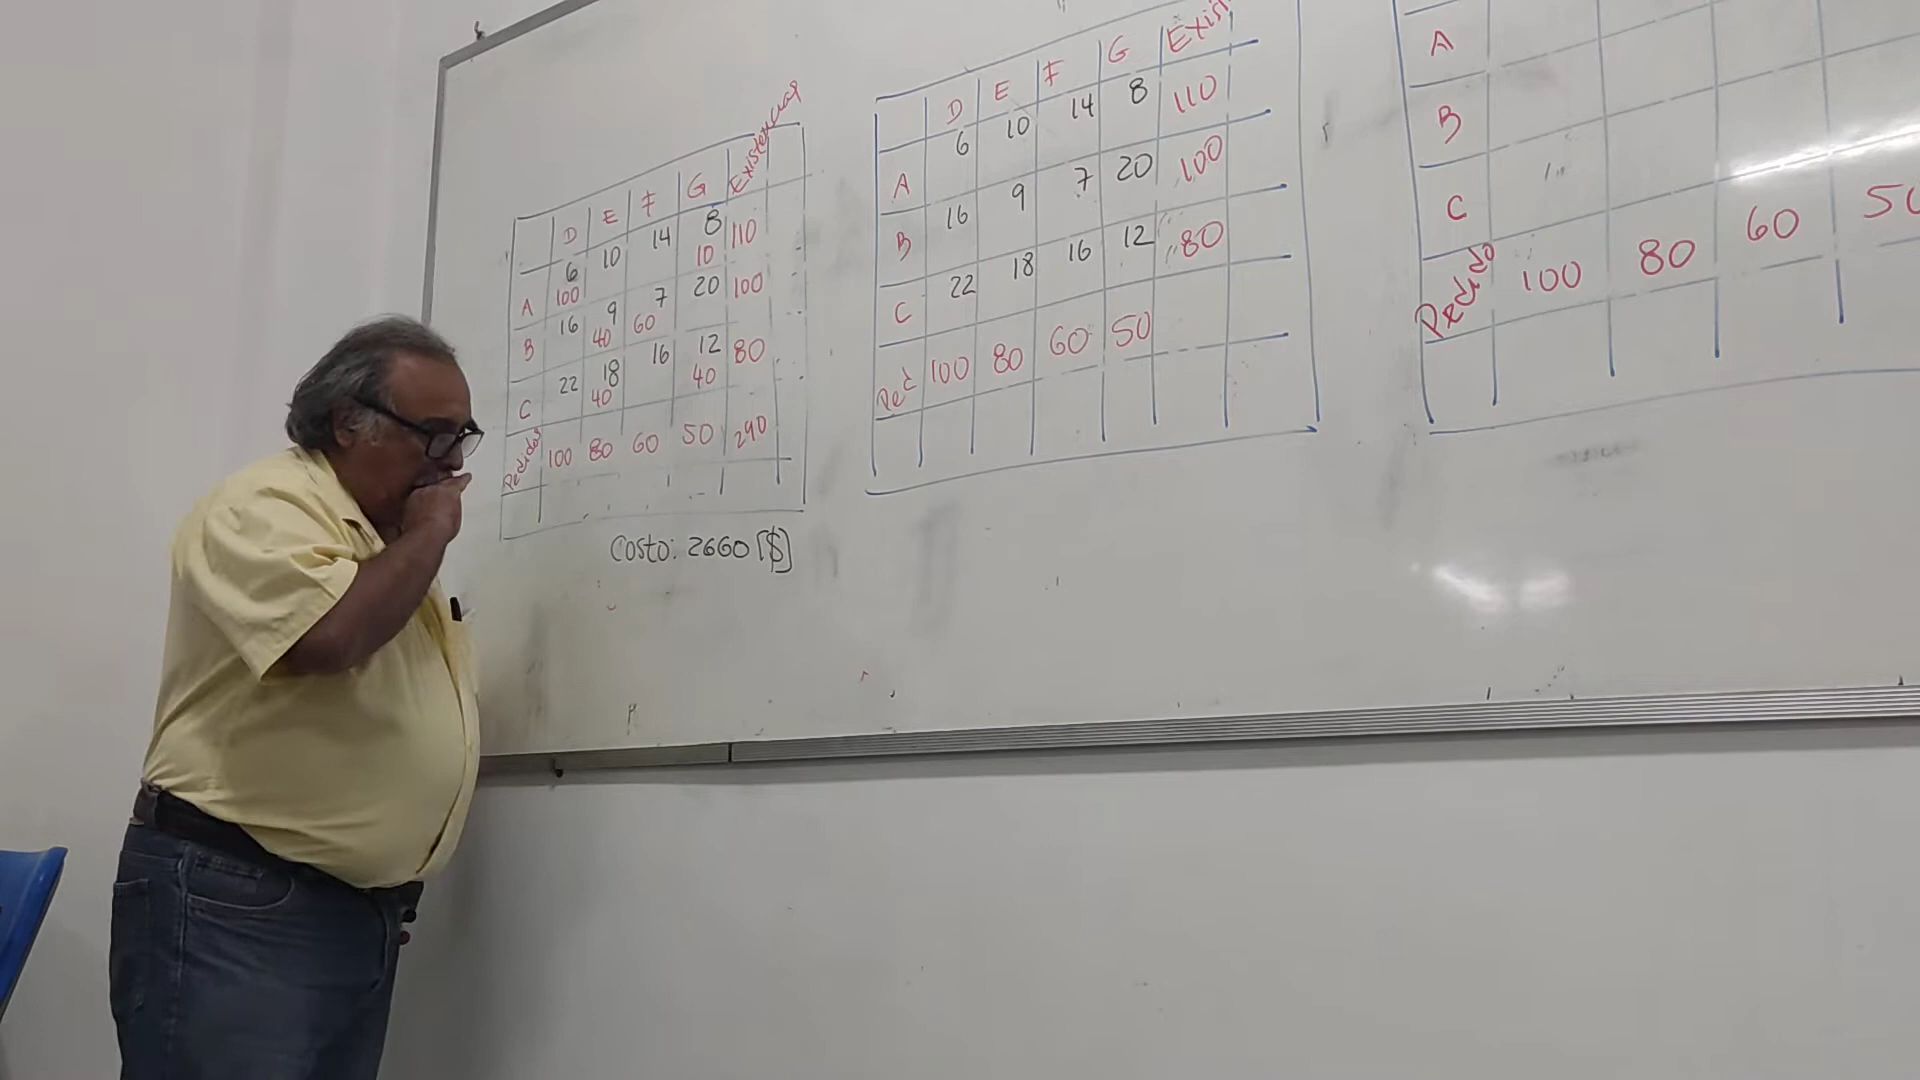 D E F G Existencias
6 10 14 8
A 100 10 110
16 9 7 20
B 40 60 100
22 18 16 12
C 40 40 80
Pedidos 100 80 60 50 290
Costo: 2660 [$]
D E F G Exist
6 10 14 8
A 110
16 9 7 20
B 100
22 18 16 12
C 80
Ped 100 80 60 50
A
B
C
Pedido 100 80 60 50